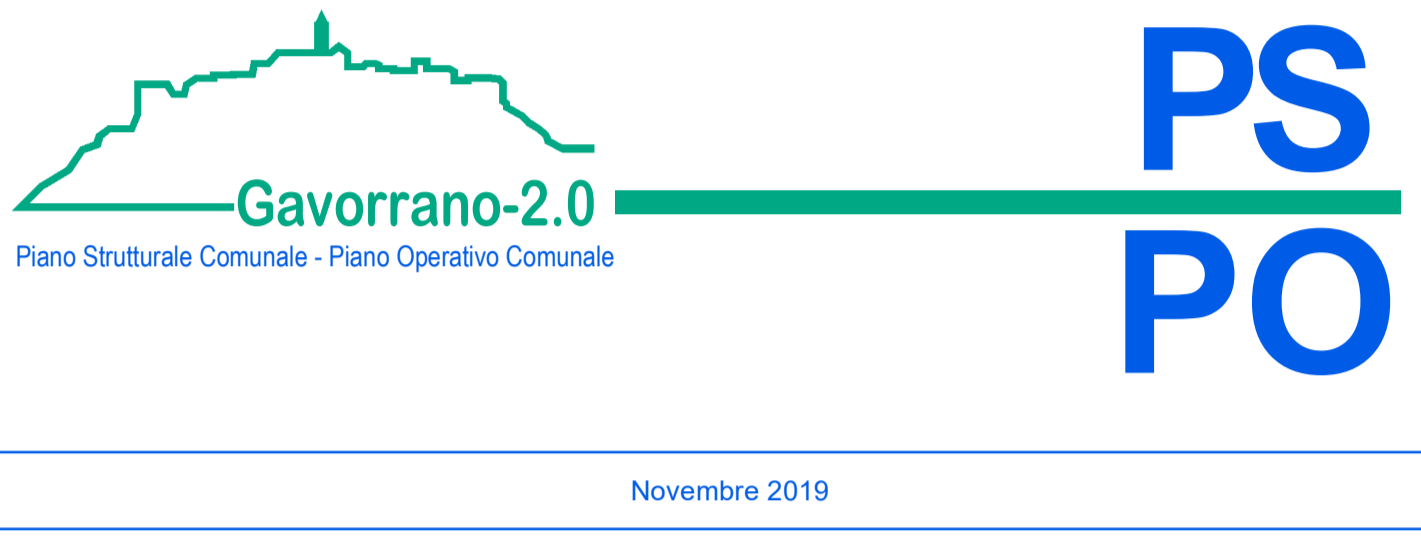 PS
Gavorrano-2.0
Piano Strutturale Comunale - Piano Operativo Comunale
PO
Novembre 2019